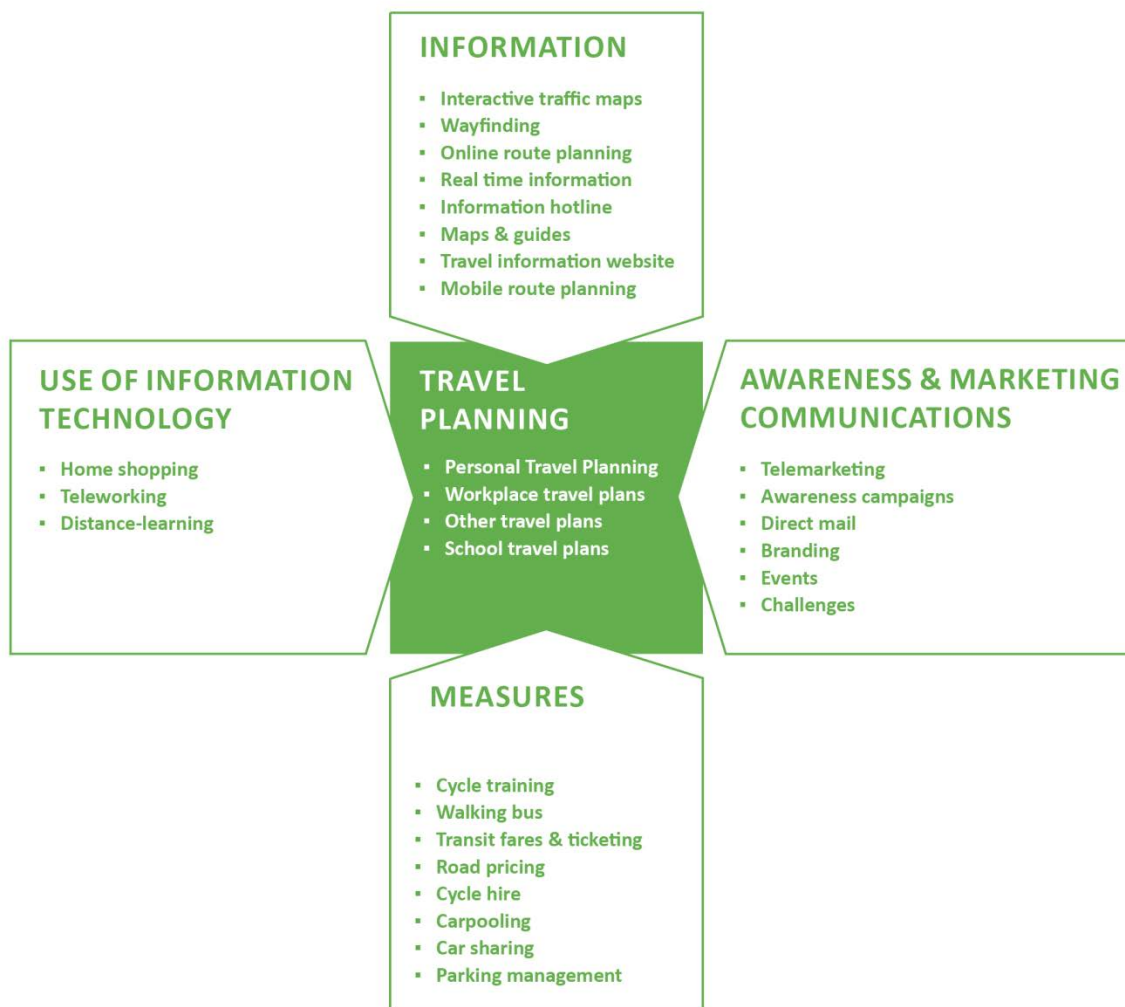 INFORMATION
▪ Interactive traffic maps
▪ Wayfinding
▪ Online route planning
▪ Real time information
▪ Information hotline
▪ Maps & guides
▪ Travel information website
▪ Mobile route planning
USE OF INFORMATION
TECHNOLOGY
▪ Home shopping
▪ Teleworking
▪ Distance-learning
TRAVEL
PLANNING
▪ Personal Travel Planning
▪ Workplace travel plans
▪ Other travel plans
▪ School travel plans
AWARENESS & MARKETING
COMMUNICATIONS
▪ Telemarketing
▪ Awareness campaigns
▪ Direct mail
▪ Branding
▪ Events
▪ Challenges
MEASURES
▪ Cycle training
▪ Walking bus
▪ Transit fares & ticketing
▪ Road pricing
▪ Cycle hire
▪ Carpooling
▪ Car sharing
▪ Parking management